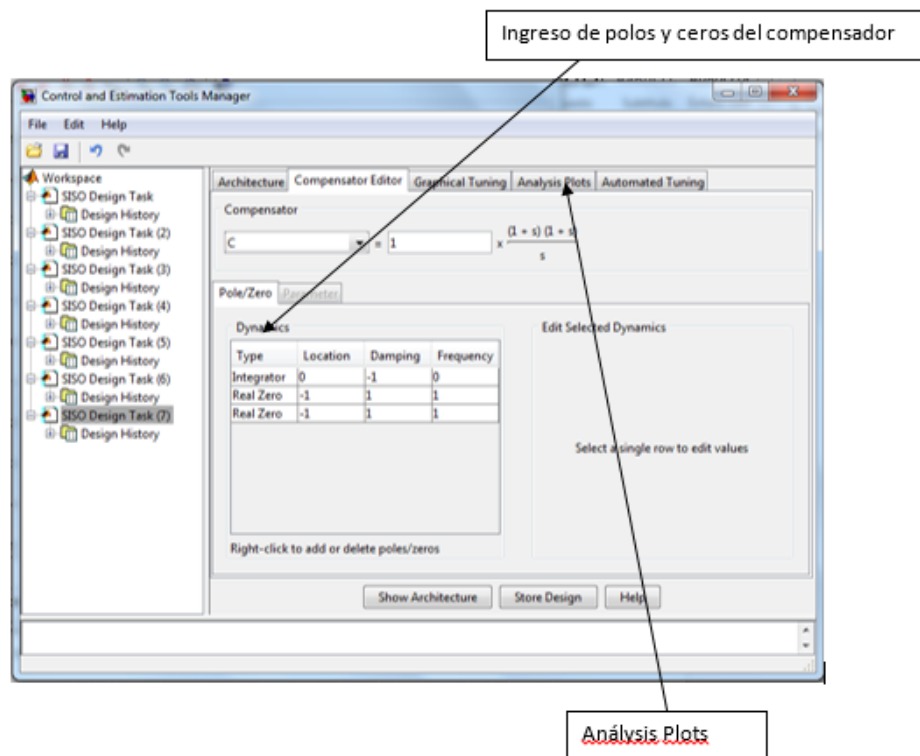 Ingreso de polos y ceros del compensador
Control and Estimation Tools Manager
File Edit Help
Workspace
SISO Design Task
Design History
SISO Design Task (2)
Design History
SISO Design Task (3)
Design History
SISO Design Task (4)
Design History
SISO Design Task (5)
Design History
SISO Design Task (6)
Design History
SISO Design Task (7)
Design History
Architecture Compensator Editor Graphical Tuning Analysis Plots Automated Tuning
Compensator
C = 1 x (1 + s) (1 + s)
s
Pole/Zero Parameter
Dynamics
Type Location Damping Frequency
Integrator 0 -1 0
Real Zero -1 1 1
Real Zero -1 1 1
Right-click to add or delete poles/zeros
Edit Selected Dynamics
Select a single row to edit values
Show Architecture Store Design Help
Análysis Plots